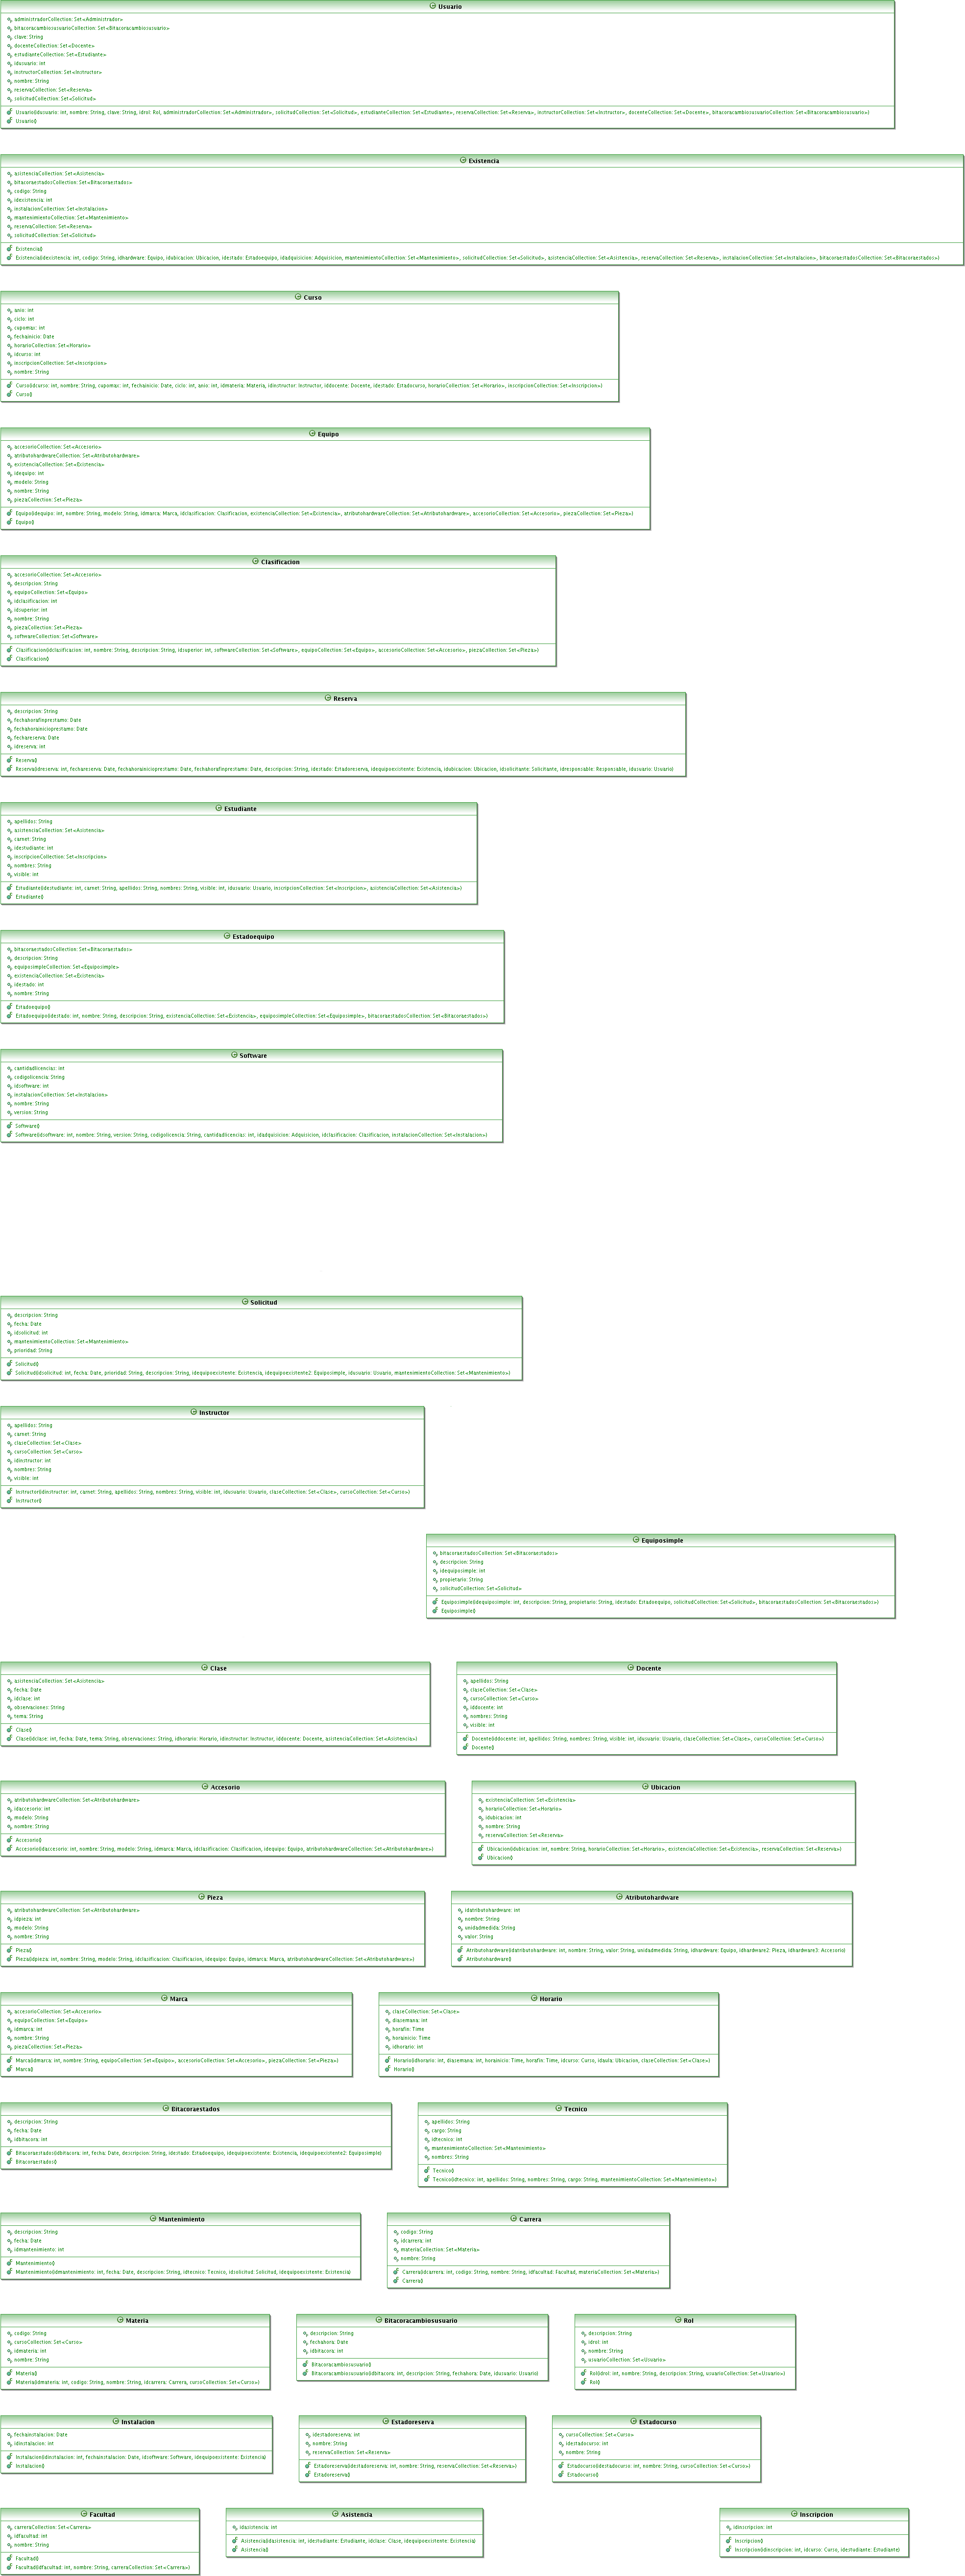 Usuario
administradorCollection: Set<Administrador>
bitacoracambiosusuarioCollection: Set<Bitacoracambiosusuario>
clave: String
docenteCollection: Set<Docente>
estudianteCollection: Set<Estudiante>
idusuario: int
instructorCollection: Set<Instructor>
nombre: String
reservaCollection: Set<Reserva>
solicitudCollection: Set<Solicitud>
Usuario(idusuario: int, nombre: String, clave: String, idrol: Rol, administradorCollection: Set<Administrador>, solicitudCollection: Set<Solicitud>, estudianteCollection: Set<Estudiante>, reservaCollection: Set<Reserva>, instructorCollection: Set<Instructor>, docenteCollection: Set<Docente>, bitacoracambiosusuarioCollection: Set<Bitacoracambiosusuario>)
Usuario()
Existencia
asistenciaCollection: Set<Asistencia>
bitacoraestadosCollection: Set<Bitacoraestados>
codigo: String
idexistencia: int
instalacionCollection: Set<Instalacion>
mantenimientoCollection: Set<Mantenimiento>
reservaCollection: Set<Reserva>
solicitudCollection: Set<Solicitud>
Existencia()
Existencia(idexistencia: int, codigo: String, idhardware: Equipo, idubicacion: Ubicacion, idestado: Estadoequipo, idadquisicion: Adquisicion, mantenimientoCollection: Set<Mantenimiento>, solicitudCollection: Set<Solicitud>, asistenciaCollection: Set<Asistencia>, reservaCollection: Set<Reserva>, instalacionCollection: Set<Instalacion>, bitacoraestadosCollection: Set<Bitacoraestados>)
Curso
anio: int
ciclo: int
cupomax: int
fechainicio: Date
horarioCollection: Set<Horario>
idcurso: int
inscripcionCollection: Set<Inscripcion>
nombre: String
Curso(idcurso: int, nombre: String, cupomax: int, fechainicio: Date, ciclo: int, anio: int, idmateria: Materia, idinstructor: Instructor, iddocente: Docente, idestado: Estadocurso, horarioCollection: Set<Horario>, inscripcionCollection: Set<Inscripcion>)
Curso()
Equipo
accesorioCollection: Set<Accesorio>
atributohardwareCollection: Set<Atributohardware>
existenciaCollection: Set<Existencia>
idequipo: int
modelo: String
nombre: String
piezaCollection: Set<Pieza>
Equipo(idequipo: int, nombre: String, modelo: String, idmarca: Marca, idclasificacion: Clasificacion, existenciaCollection: Set<Existencia>, atributohardwareCollection: Set<Atributohardware>, accesorioCollection: Set<Accesorio>, piezaCollection: Set<Pieza>)
Equipo()
Clasificacion
accesorioCollection: Set<Accesorio>
descripcion: String
equipoCollection: Set<Equipo>
idclasificacion: int
idsuperior: int
nombre: String
piezaCollection: Set<Pieza>
softwareCollection: Set<Software>
Clasificacion(idclasificacion: int, nombre: String, descripcion: String, idsuperior: int, softwareCollection: Set<Software>, equipoCollection: Set<Equipo>, accesorioCollection: Set<Accesorio>, piezaCollection: Set<Pieza>)
Clasificacion()
Reserva
descripcion: String
fechahorafinprestamo: Date
fechahorainicioprestamo: Date
fechareserva: Date
idreserva: int
Reserva()
Reserva(idreserva: int, fechareserva: Date, fechahorainicioprestamo: Date, fechahorafinprestamo: Date, descripcion: String, idestado: Estadoreserva, idequipoexistente: Existencia, idubicacion: Ubicacion, idsolicitante: Solicitante, idresponsable: Responsable, idusuario: Usuario)
Estudiante
apellidos: String
asistenciaCollection: Set<Asistencia>
carnet: String
idestudiante: int
inscripcionCollection: Set<Inscripcion>
nombres: String
visible: int
Estudiante(idestudiante: int, carnet: String, apellidos: String, nombres: String, visible: int, idusuario: Usuario, inscripcionCollection: Set<Inscripcion>, asistenciaCollection: Set<Asistencia>)
Estudiante()
Estadoequipo
bitacoraestadosCollection: Set<Bitacoraestados>
descripcion: String
equiposimpleCollection: Set<Equiposimple>
existenciaCollection: Set<Existencia>
idestado: int
nombre: String
Estadoequipo()
Estadoequipo(idestado: int, nombre: String, descripcion: String, existenciaCollection: Set<Existencia>, equiposimpleCollection: Set<Equiposimple>, bitacoraestadosCollection: Set<Bitacoraestados>)
Software
cantidadlicencias: int
codigolicencia: String
idsoftware: int
instalacionCollection: Set<Instalacion>
nombre: String
version: String
Software()
Software(idsoftware: int, nombre: String, version: String, codigolicencia: String, cantidadlicencias: int, idadquisicion: Adquisicion, idclasificacion: Clasificacion, instalacionCollection: Set<Instalacion>)
Solicitud
descripcion: String
fecha: Date
idsolicitud: int
mantenimientoCollection: Set<Mantenimiento>
prioridad: String
Solicitud()
Solicitud(idsolicitud: int, fecha: Date, prioridad: String, descripcion: String, idequipoexistente: Existencia, idequipoexistente2: Equiposimple, idusuario: Usuario, mantenimientoCollection: Set<Mantenimiento>)
Instructor
apellidos: String
carnet: String
claseCollection: Set<Clase>
cursoCollection: Set<Curso>
idinstructor: int
nombres: String
visible: int
Instructor(idinstructor: int, carnet: String, apellidos: String, nombres: String, visible: int, idusuario: Usuario, claseCollection: Set<Clase>, cursoCollection: Set<Curso>)
Instructor()
Equiposimple
bitacoraestadosCollection: Set<Bitacoraestados>
descripcion: String
idequiposimple: int
propietario: String
solicitudCollection: Set<Solicitud>
Equiposimple(idequiposimple: int, descripcion: String, propietario: String, idestado: Estadoequipo, solicitudCollection: Set<Solicitud>, bitacoraestadosCollection: Set<Bitacoraestados>)
Equiposimple()
Clase
asistenciaCollection: Set<Asistencia>
fecha: Date
idclase: int
observaciones: String
tema: String
Clase()
Clase(idclase: int, fecha: Date, tema: String, observaciones: String, idhorario: Horario, idinstructor: Instructor, iddocente: Docente, asistenciaCollection: Set<Asistencia>)
Docente
apellidos: String
claseCollection: Set<Clase>
cursoCollection: Set<Curso>
iddocente: int
nombres: String
visible: int
Docente(iddocente: int, apellidos: String, nombres: String, visible: int, idusuario: Usuario, claseCollection: Set<Clase>, cursoCollection: Set<Curso>)
Docente()
Accesorio
atributohardwareCollection: Set<Atributohardware>
idaccesorio: int
modelo: String
nombre: String
Accesorio()
Accesorio(idaccesorio: int, nombre: String, modelo: String, idmarca: Marca, idclasificacion: Clasificacion, idequipo: Equipo, atributohardwareCollection: Set<Atributohardware>)
Ubicacion
existenciaCollection: Set<Existencia>
horarioCollection: Set<Horario>
idubicacion: int
nombre: String
reservaCollection: Set<Reserva>
Ubicacion(idubicacion: int, nombre: String, horarioCollection: Set<Horario>, existenciaCollection: Set<Existencia>, reservaCollection: Set<Reserva>)
Ubicacion()
Pieza
atributohardwareCollection: Set<Atributohardware>
idpieza: int
modelo: String
nombre: String
Pieza()
Pieza(idpieza: int, nombre: String, modelo: String, idclasificacion: Clasificacion, idequipo: Equipo, idmarca: Marca, atributohardwareCollection: Set<Atributohardware>)
Atributohardware
idatributohardware: int
nombre: String
unidadmedida: String
valor: String
Atributohardware(idatributohardware: int, nombre: String, valor: String, unidadmedida: String, idhardware: Equipo, idhardware2: Pieza, idhardware3: Accesorio)
Atributohardware()
Marca
accesorioCollection: Set<Accesorio>
equipoCollection: Set<Equipo>
idmarca: int
nombre: String
piezaCollection: Set<Pieza>
Marca(idmarca: int, nombre: String, equipoCollection: Set<Equipo>, accesorioCollection: Set<Accesorio>, piezaCollection: Set<Pieza>)
Marca()
Horario
claseCollection: Set<Clase>
diasemana: int
horafin: Time
horainicio: Time
idhorario: int
Horario(idhorario: int, diasemana: int, horainicio: Time, horafin: Time, idcurso: Curso, idaula: Ubicacion, claseCollection: Set<Clase>)
Horario()
Bitacoraestados
descripcion: String
fecha: Date
idbitacora: int
Bitacoraestados(idbitacora: int, fecha: Date, descripcion: String, idestado: Estadoequipo, idequipoexistente: Existencia, idequipoexistente2: Equiposimple)
Bitacoraestados()
Tecnico
apellidos: String
cargo: String
idtecnico: int
mantenimientoCollection: Set<Mantenimiento>
nombres: String
Tecnico()
Tecnico(idtecnico: int, apellidos: String, nombres: String, cargo: String, mantenimientoCollection: Set<Mantenimiento>)
Mantenimiento
descripcion: String
fecha: Date
idmantenimiento: int
Mantenimiento()
Mantenimiento(idmantenimiento: int, fecha: Date, descripcion: String, idtecnico: Tecnico, idsolicitud: Solicitud, idequipoexistente: Existencia)
Carrera
codigo: String
idcarrera: int
materiaCollection: Set<Materia>
nombre: String
Carrera(idcarrera: int, codigo: String, nombre: String, idfacultad: Facultad, materiaCollection: Set<Materia>)
Carrera()
Materia
codigo: String
cursoCollection: Set<Curso>
idmateria: int
nombre: String
Materia()
Materia(idmateria: int, codigo: String, nombre: String, idcarrera: Carrera, cursoCollection: Set<Curso>)
Bitacoracambiosusuario
descripcion: String
fechahora: Date
idbitacora: int
Bitacoracambiosusuario()
Bitacoracambiosusuario(idbitacora: int, descripcion: String, fechahora: Date, idusuario: Usuario)
Rol
descripcion: String
idrol: int
nombre: String
usuarioCollection: Set<Usuario>
Rol(idrol: int, nombre: String, descripcion: String, usuarioCollection: Set<Usuario>)
Rol()
Instalacion
fechainstalacion: Date
idinstalacion: int
Instalacion(idinstalacion: int, fechainstalacion: Date, idsoftware: Software, idequipoexistente: Existencia)
Instalacion()
Estadoreserva
idestadoreserva: int
nombre: String
reservaCollection: Set<Reserva>
Estadoreserva(idestadoreserva: int, nombre: String, reservaCollection: Set<Reserva>)
Estadoreserva()
Estadocurso
cursoCollection: Set<Curso>
idestadocurso: int
nombre: String
Estadocurso(idestadocurso: int, nombre: String, cursoCollection: Set<Curso>)
Estadocurso()
Facultad
carreraCollection: Set<Carrera>
idfacultad: int
nombre: String
Facultad()
Facultad(idfacultad: int, nombre: String, carreraCollection: Set<Carrera>)
Asistencia
idasistencia: int
Asistencia(idasistencia: int, idestudiante: Estudiante, idclase: Clase, idequipoexistente: Existencia)
Asistencia()
Inscripcion
idinscripcion: int
Inscripcion()
Inscripcion(idinscripcion: int, idcurso: Curso, idestudiante: Estudiante)